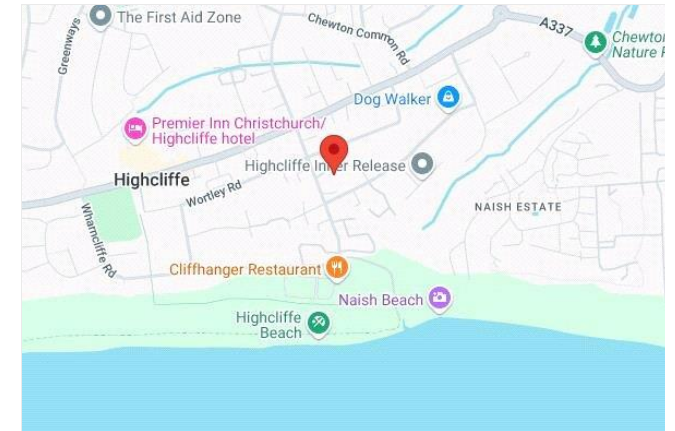 The First Aid Zone
Greenways
Chewton Common Rd
A337
Chewto
Nature
Dog Walker
Premier Inn Christchurch/
Highcliffe hotel
Highcliffe Inner Release
Highcliffe
Wortley Rd
NAISH ESTATE
Wharncliffe Rd
Cliffhanger Restaurant
Naish Beach
Highcliffe
Beach